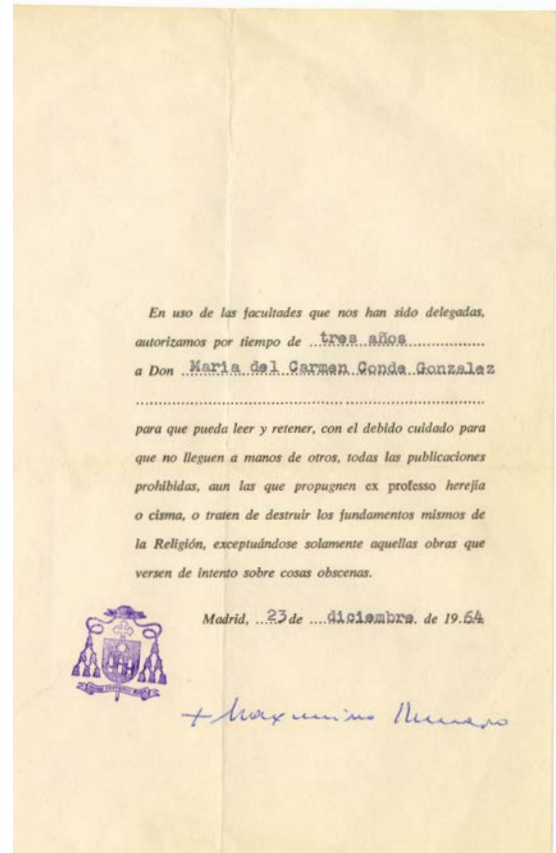 En uso de las facultades que nos han sido delegadas,
autorizamos por tiempo de ...tres años................
a Don ..Maria del Carmen Conde Gonzalez
................................................................................
para que pueda leer y retener, con el debido cuidado para
que no lleguen a manos de otros, todas las publicaciones
prohibidas, aun las que propugnen ex professo herejía
o cisma, o traten de destruir los fundamentos mismos de
la Religión, exceptuándose solamente aquellas obras que
versen de intento sobre cosas obscenas.
Madrid, ..23 de ....diciembre. de 19.64
+ Maximino